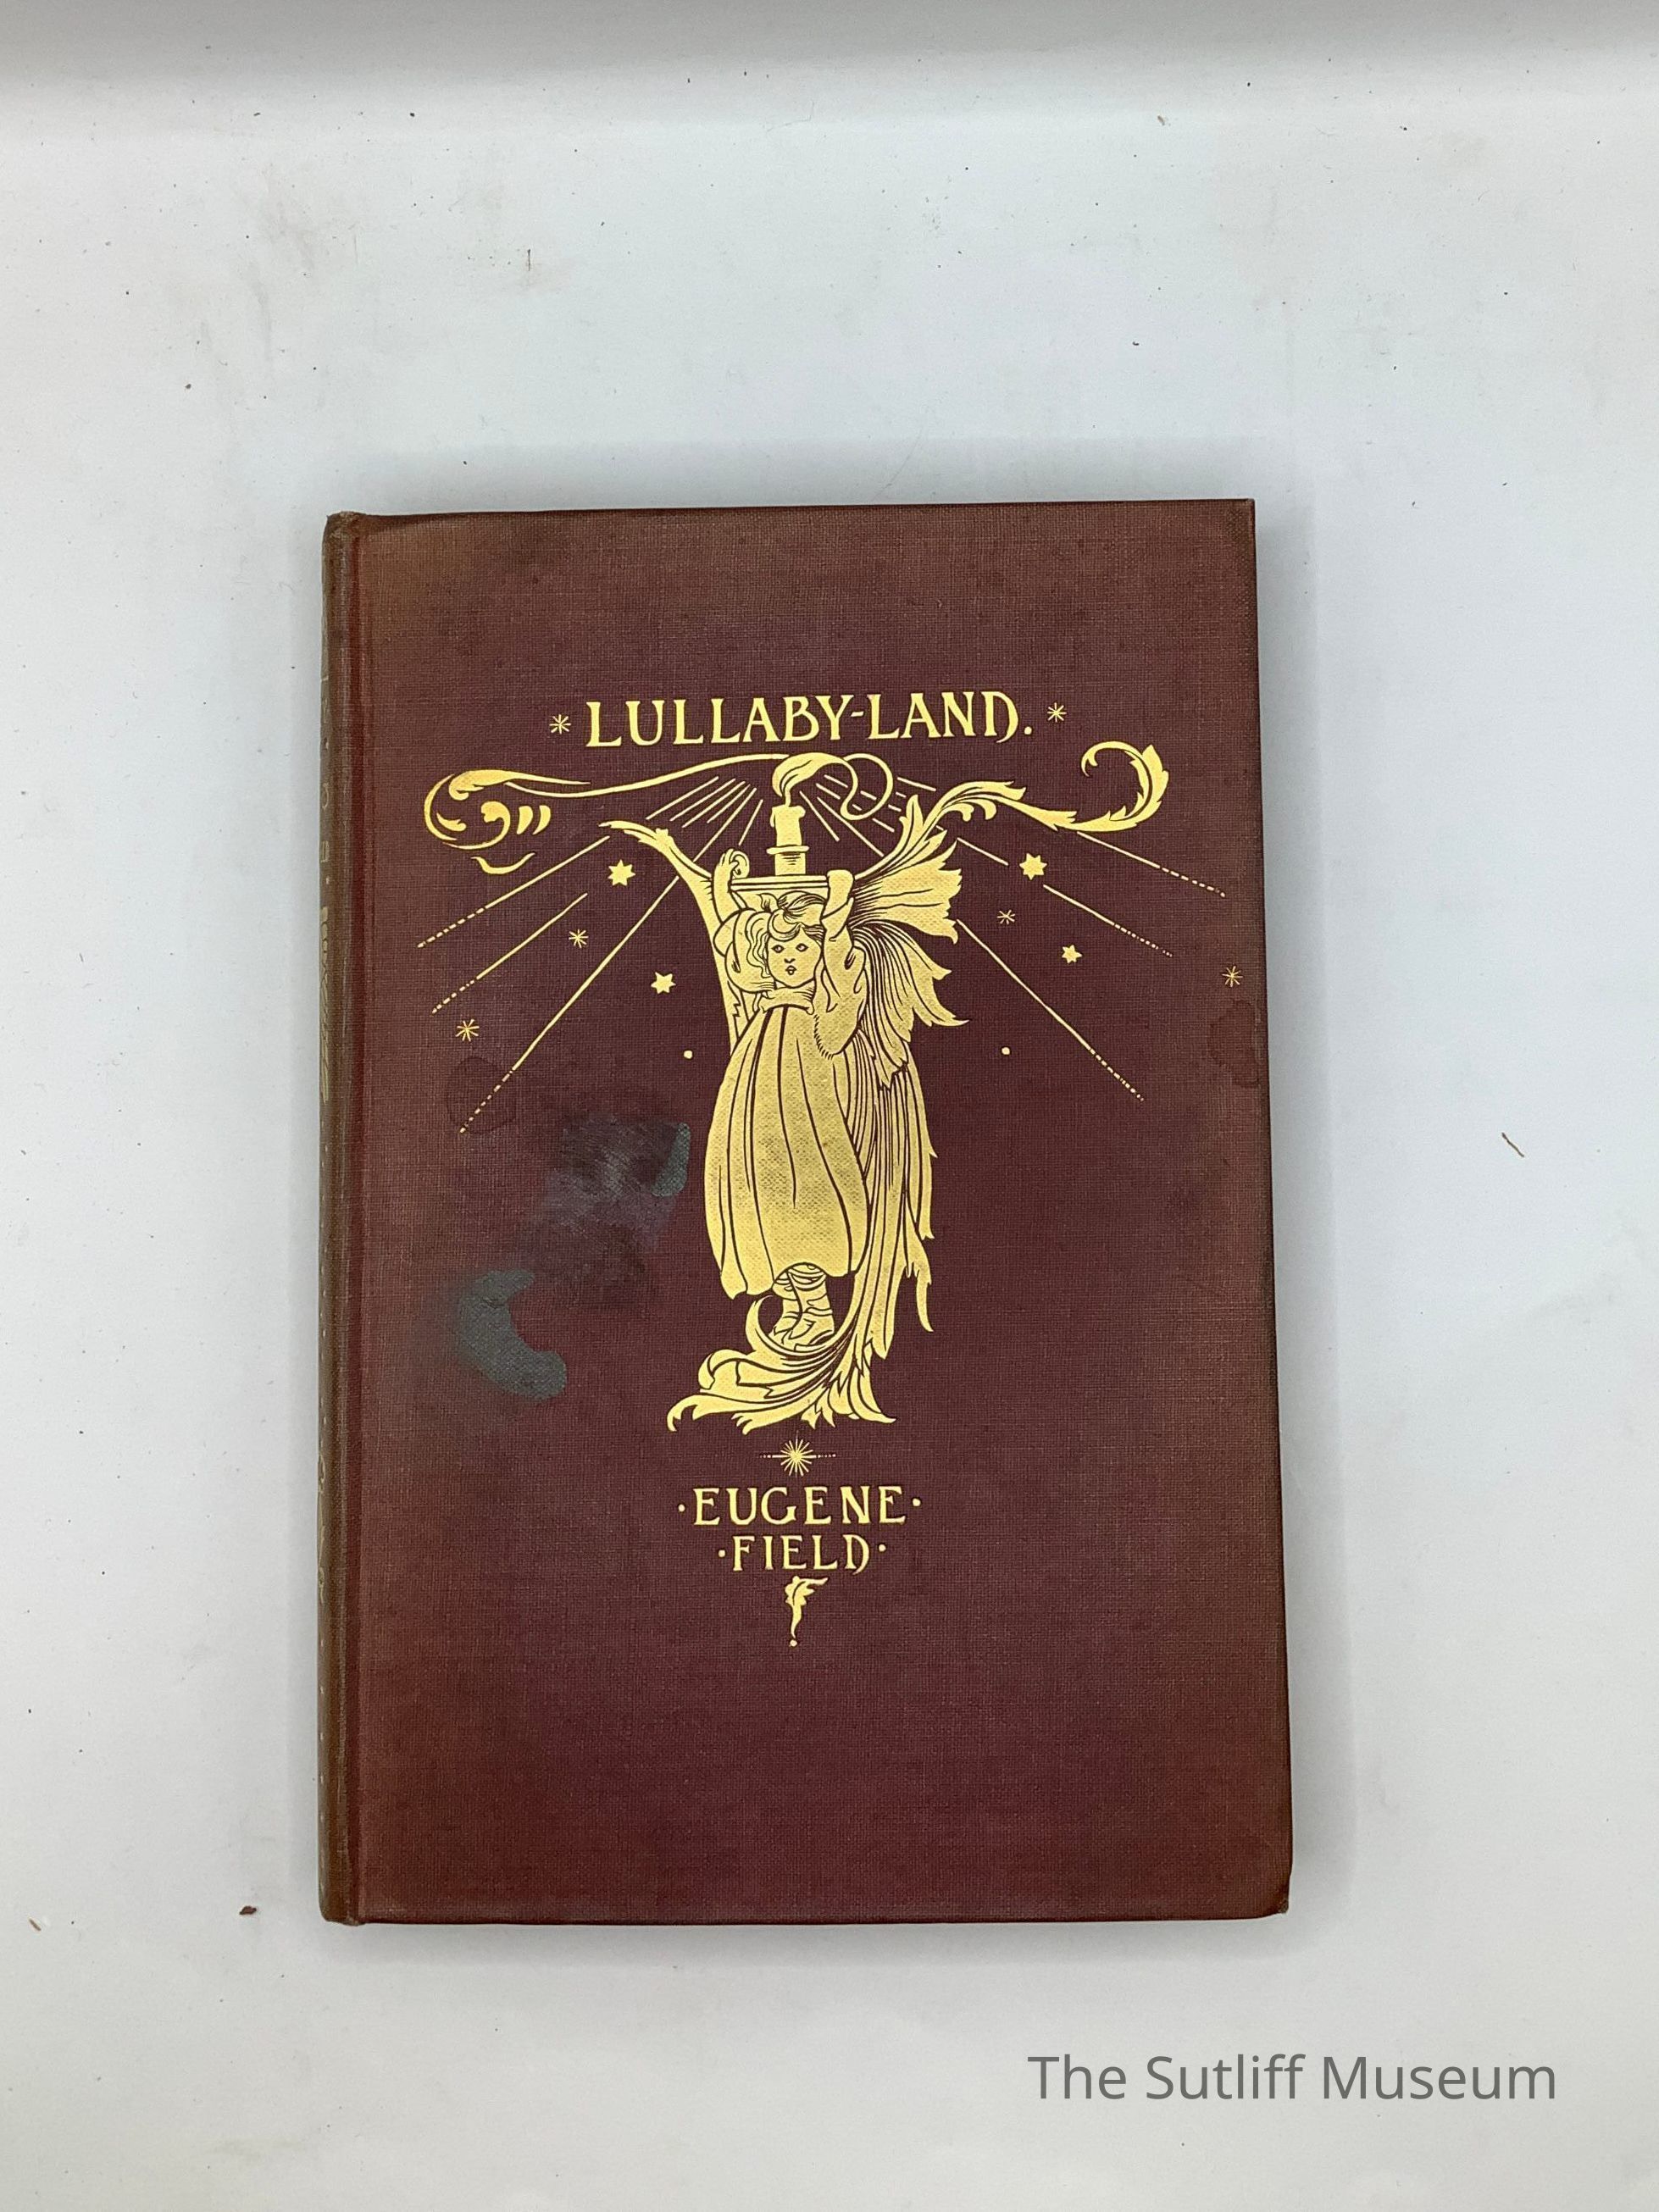 LULLABY-LAND.
·EUGENE·
·FIELD·
The Sutliff Museum